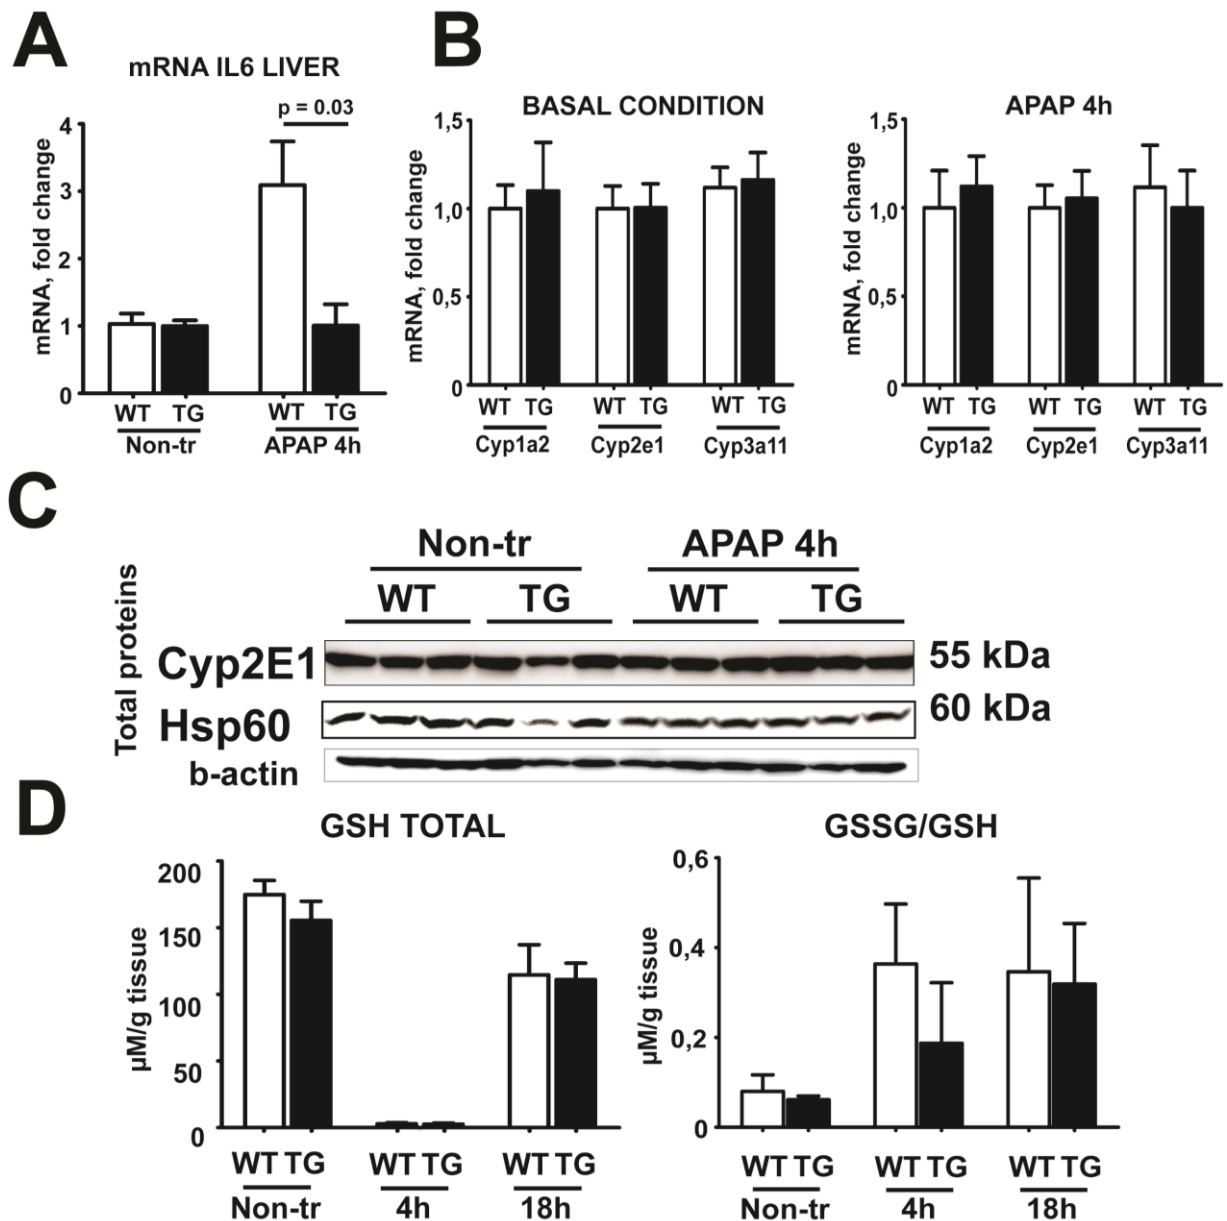 A
mRNA IL6 LIVER
p = 0.03
mRNA, fold change
4
3
2
1
0
WT TG WT TG
Non-tr APAP 4h
B
BASAL CONDITION
mRNA, fold change
1,5
1,0
0,5
0
WT TG WT TG WT TG
Cyp1a2 Cyp2e1 Cyp3a11
APAP 4h
mRNA, fold change
1,5
1,0
0,5
0
WT TG WT TG WT TG
Cyp1a2 Cyp2e1 Cyp3a11
C
Non-tr APAP 4h
WT TG WT TG
Total proteins
Cyp2E1 55 kDa
Hsp60 60 kDa
b-actin
D
GSH TOTAL
µM/g tissue
200
150
100
50
0
WT TG WT TG WT TG
Non-tr 4h 18h
GSSG/GSH
µM/g tissue
0,6
0,4
0,2
0
WT TG WT TG WT TG
Non-tr 4h 18h